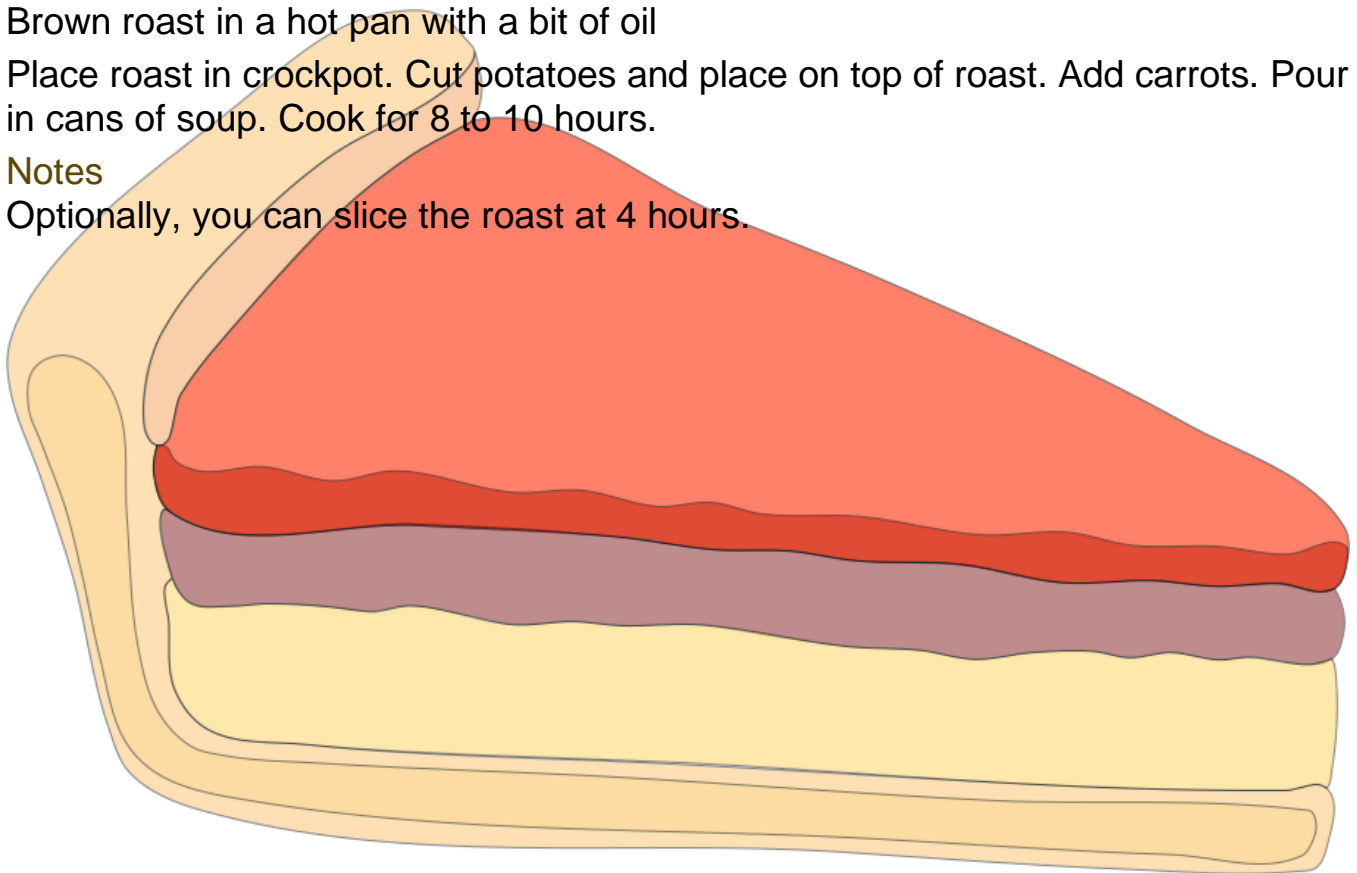 Brown roast in a hot pan with a bit of oil
Place roast in crockpot. Cut potatoes and place on top of roast. Add carrots. Pour
in cans of soup. Cook for 8 to 10 hours.
Notes
Optionally, you can slice the roast at 4 hours.